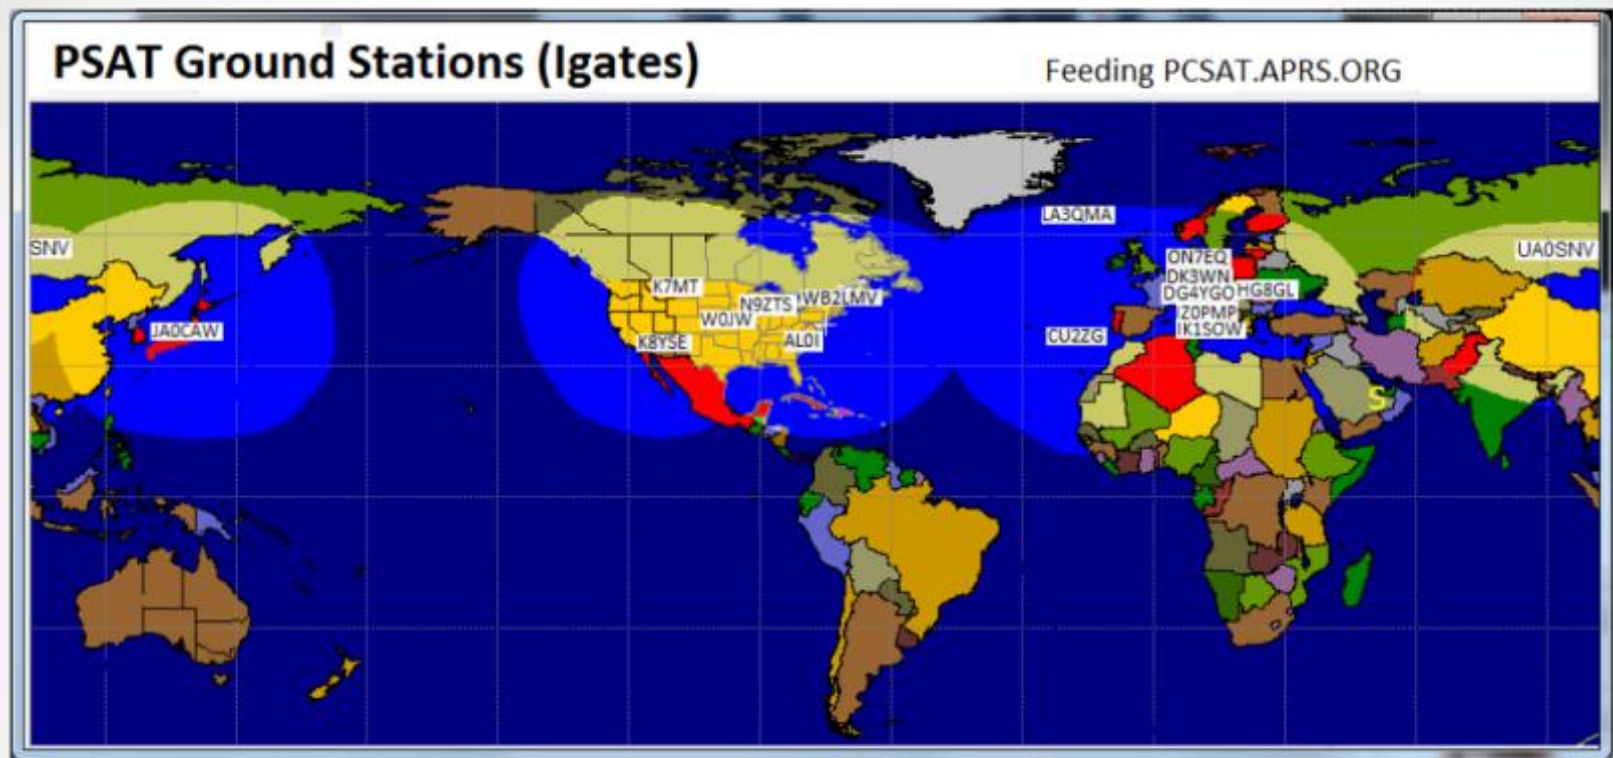 PSAT Ground Stations (Igates)
Feeding PCSAT.APRS.ORG
LA3QMA
SNV
UA0SNV
ON7EQ
DK3WN
DG4YGO
HG8GL
K7MT
N9ZTS
WB2LMV
W0JW
IZ0PMP
IK1SOW
JA0CAW
CU2ZG
K8YSE
AL0I
S